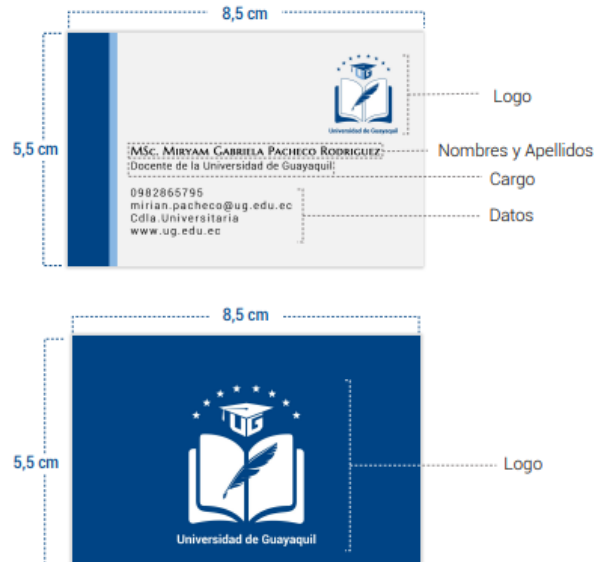 8,5 cm
5,5 cm
UG
Universidad de Guayaquil
Logo
MSc. Miryam Gabriela Pacheco Rodriguez
Nombres y Apellidos
Docente de la Universidad de Guayaquil
Cargo
0982865795
mirian.pacheco@ug.edu.ec
Cdla.Universitaria
www.ug.edu.ec
Datos
8,5 cm
5,5 cm
UG
Universidad de Guayaquil
Logo